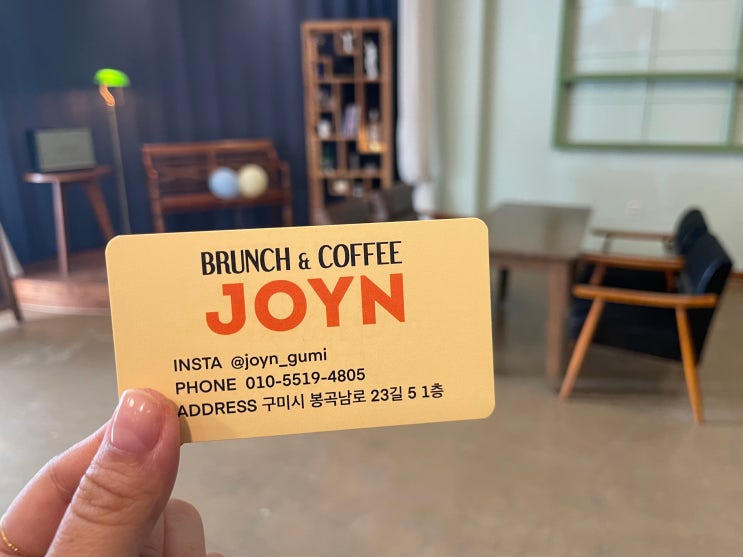 BRUNCH & COFFEE
JOYN
INSTA @joyn_gumi
PHONE 010-5519-4805
ADDRESS 구미시 봉곡남로 23길 5 1층